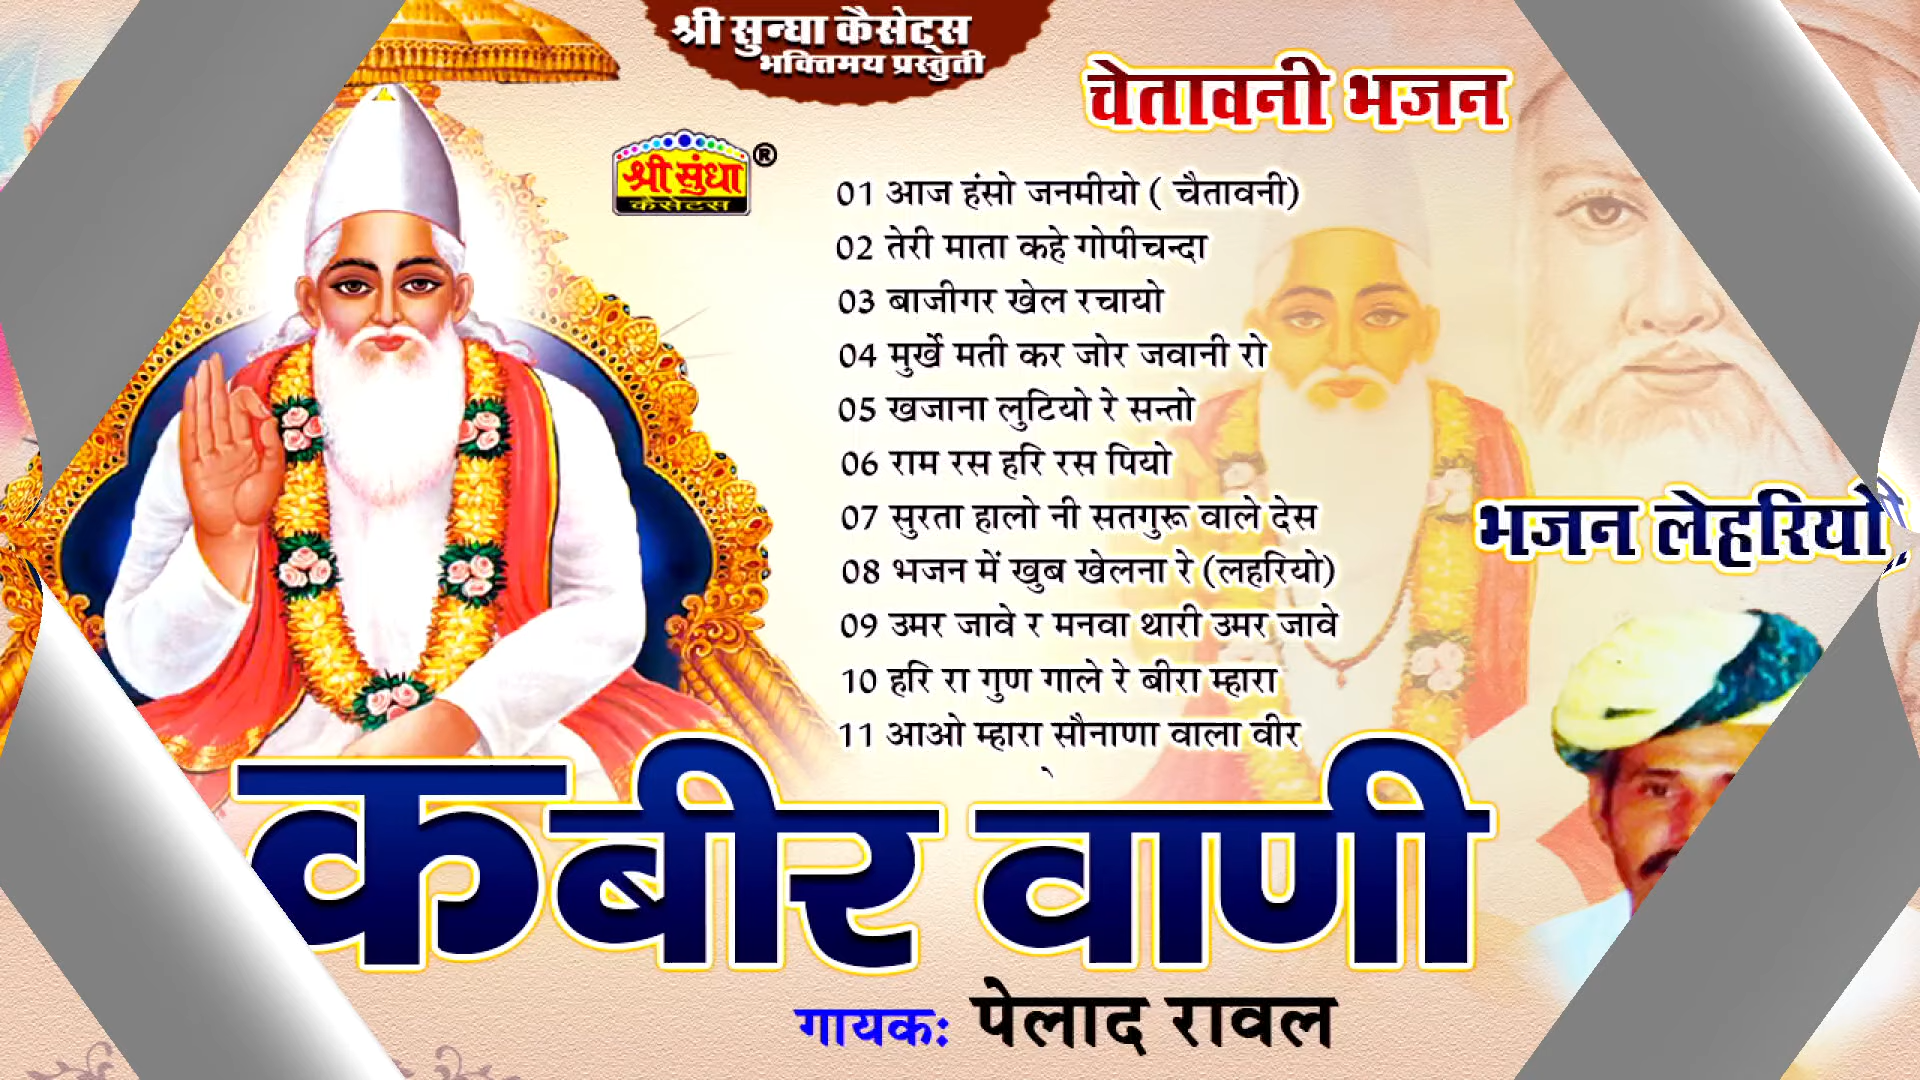 श्री सुन्धा कैसेट्स
भक्तिमय प्रस्तुती
चेतावनी भजन
श्री सुंधा ®
कैसेटस
01 आज हंसो जनमीयो ( चैतावनी)
02 तेरी माता कहे गोपीचन्दा
03 बाजीगर खेल रचायो
04 मुर्खे मती कर जोर जवानी रो
05 खजाना लुटियो रे सन्तो
06 राम रस हरि रस पियो
07 सुरता हालो नी सतगुरू वाले देस
08 भजन में खुब खेलना रे (लहरियो)
09 उमर जावे र मनवा थारी उमर जावे
10 हरि रा गुण गाले रे बीरा म्हारा
11 आओ म्हारा सौनाणा वाला वीर
भजन लेहरियो
कबीर वाणी
गायक: पेलाद रावल